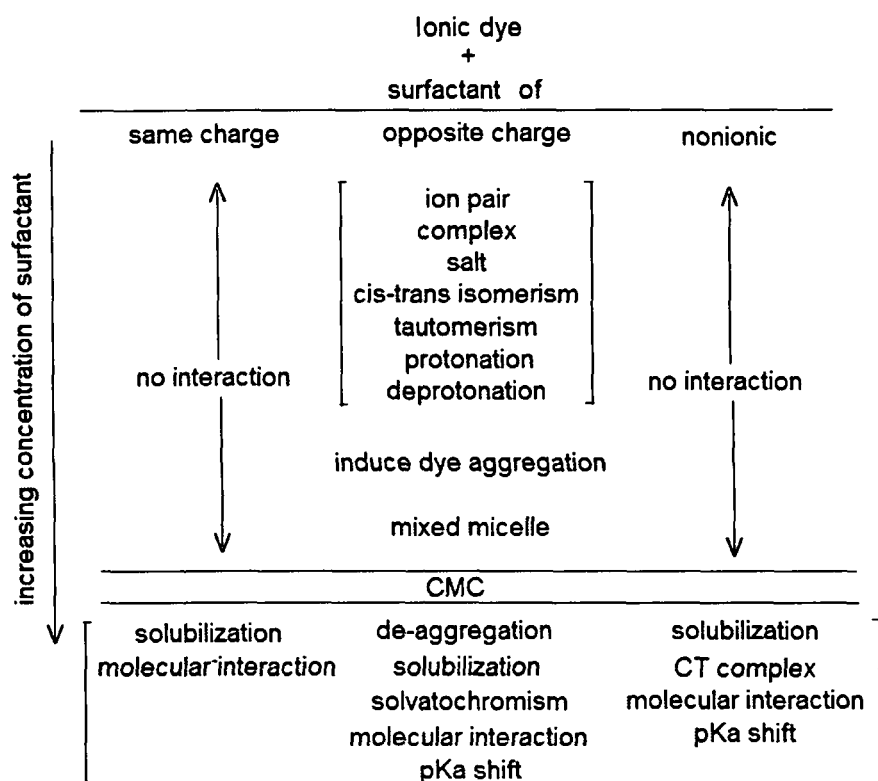 Ionic dye
+
surfactant of
same charge opposite charge nonionic
increasing concentration of surfactant
ion pair
complex
salt
cis-trans isomerism
tautomerism
protonation
no interaction deprotonation no interaction
induce dye aggregation
mixed micelle
CMC
solubilization de-aggregation solubilization
molecular interaction solubilization CT complex
solvatochromism molecular interaction
molecular interaction pKa shift
pKa shift